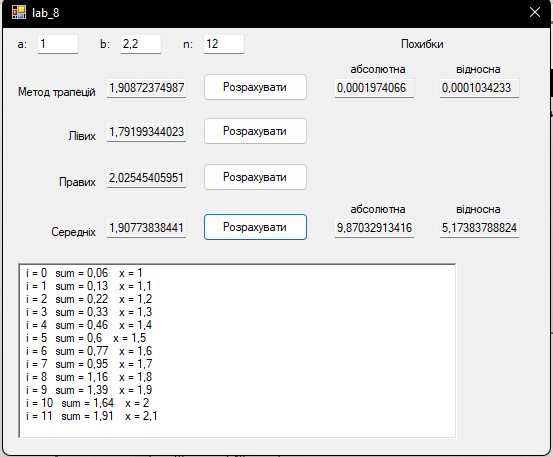 lab_8
a: 1 b: 2,2 n: 12 Похибки
абсолютна відносна
Метод трапецій 1,90872374987 Розрахувати 0,0001974066 0,0001034233
Лівих 1,79199344023 Розрахувати
Правих 2,02545405951 Розрахувати
абсолютна відносна
Середніх 1,90773838441 Розрахувати 9,87032913416 5,17383788824
i = 0 sum = 0,06 x = 1
i = 1 sum = 0,13 x = 1,1
i = 2 sum = 0,22 x = 1,2
i = 3 sum = 0,33 x = 1,3
i = 4 sum = 0,46 x = 1,4
i = 5 sum = 0,6 x = 1,5
i = 6 sum = 0,77 x = 1,6
i = 7 sum = 0,95 x = 1,7
i = 8 sum = 1,16 x = 1,8
i = 9 sum = 1,39 x = 1,9
i = 10 sum = 1,64 x = 2
i = 11 sum = 1,91 x = 2,1